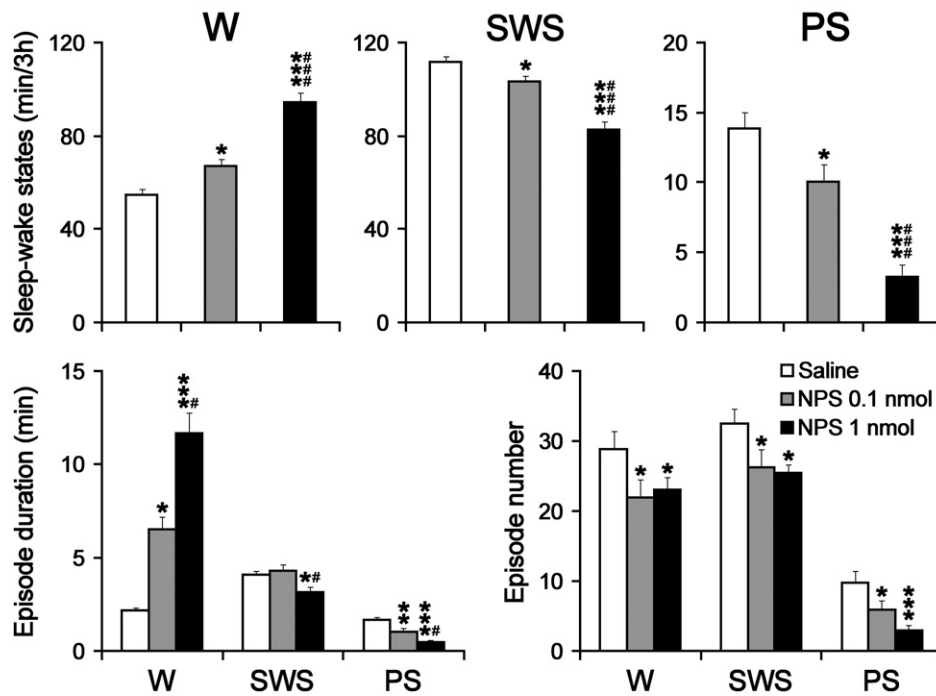 W
SWS
PS
Sleep-wake states (min/3h)
120
80
40
0
*
***###
120
80
40
0
*
***###
20
15
10
5
0
*
***###
Episode duration (min)
15
10
5
0
*
***#
*#
**
***#
W
SWS
PS
Episode number
40
30
20
10
0
Saline
NPS 0.1 nmol
NPS 1 nmol
*
*
*
*
*
***
W
SWS
PS